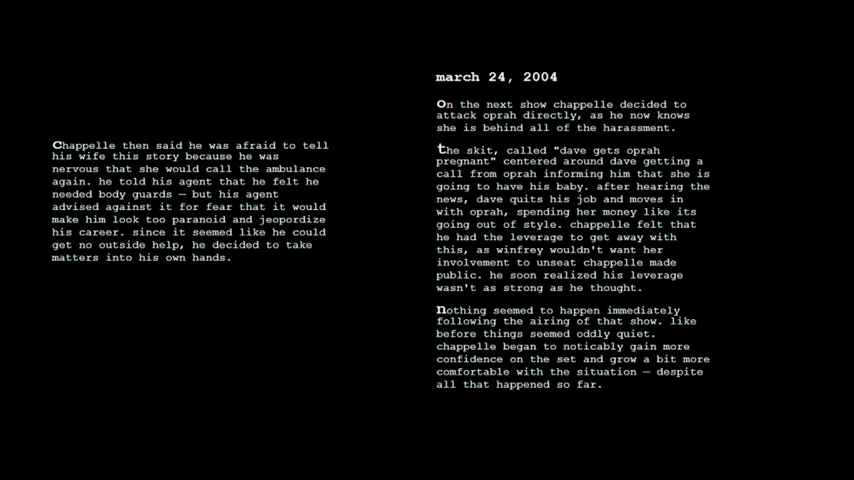 Chappelle then said he was afraid to tell
his wife this story because he was
nervous that she would call the ambulance
again. he told his agent that he felt he
needed body guards — but his agent
advised against it for fear that it would
make him look too paranoid and jeopordize
his career. since it seemed like he could
get no outside help, he decided to take
matters into his own hands.
march 24, 2004
On the next show chappelle decided to
attack oprah directly, as he now knows
she is behind all of the harassment.
the skit, called "dave gets oprah
pregnant" centered around dave getting a
call from oprah informing him that she is
going to have his baby. after hearing the
news, dave quits his job and moves in
with oprah, spending her money like its
going out of style. chappelle felt that
he had the leverage to get away with
this, as winfrey wouldn't want her
involvement to unseat chappelle made
public. he soon realized his leverage
wasn't as strong as he thought.
nothing seemed to happen immediately
following the airing of that show. like
before things seemed oddly quiet.
chappelle began to noticably gain more
confidence on the set and grow a bit more
comfortable with the situation — despite
all that happened so far.